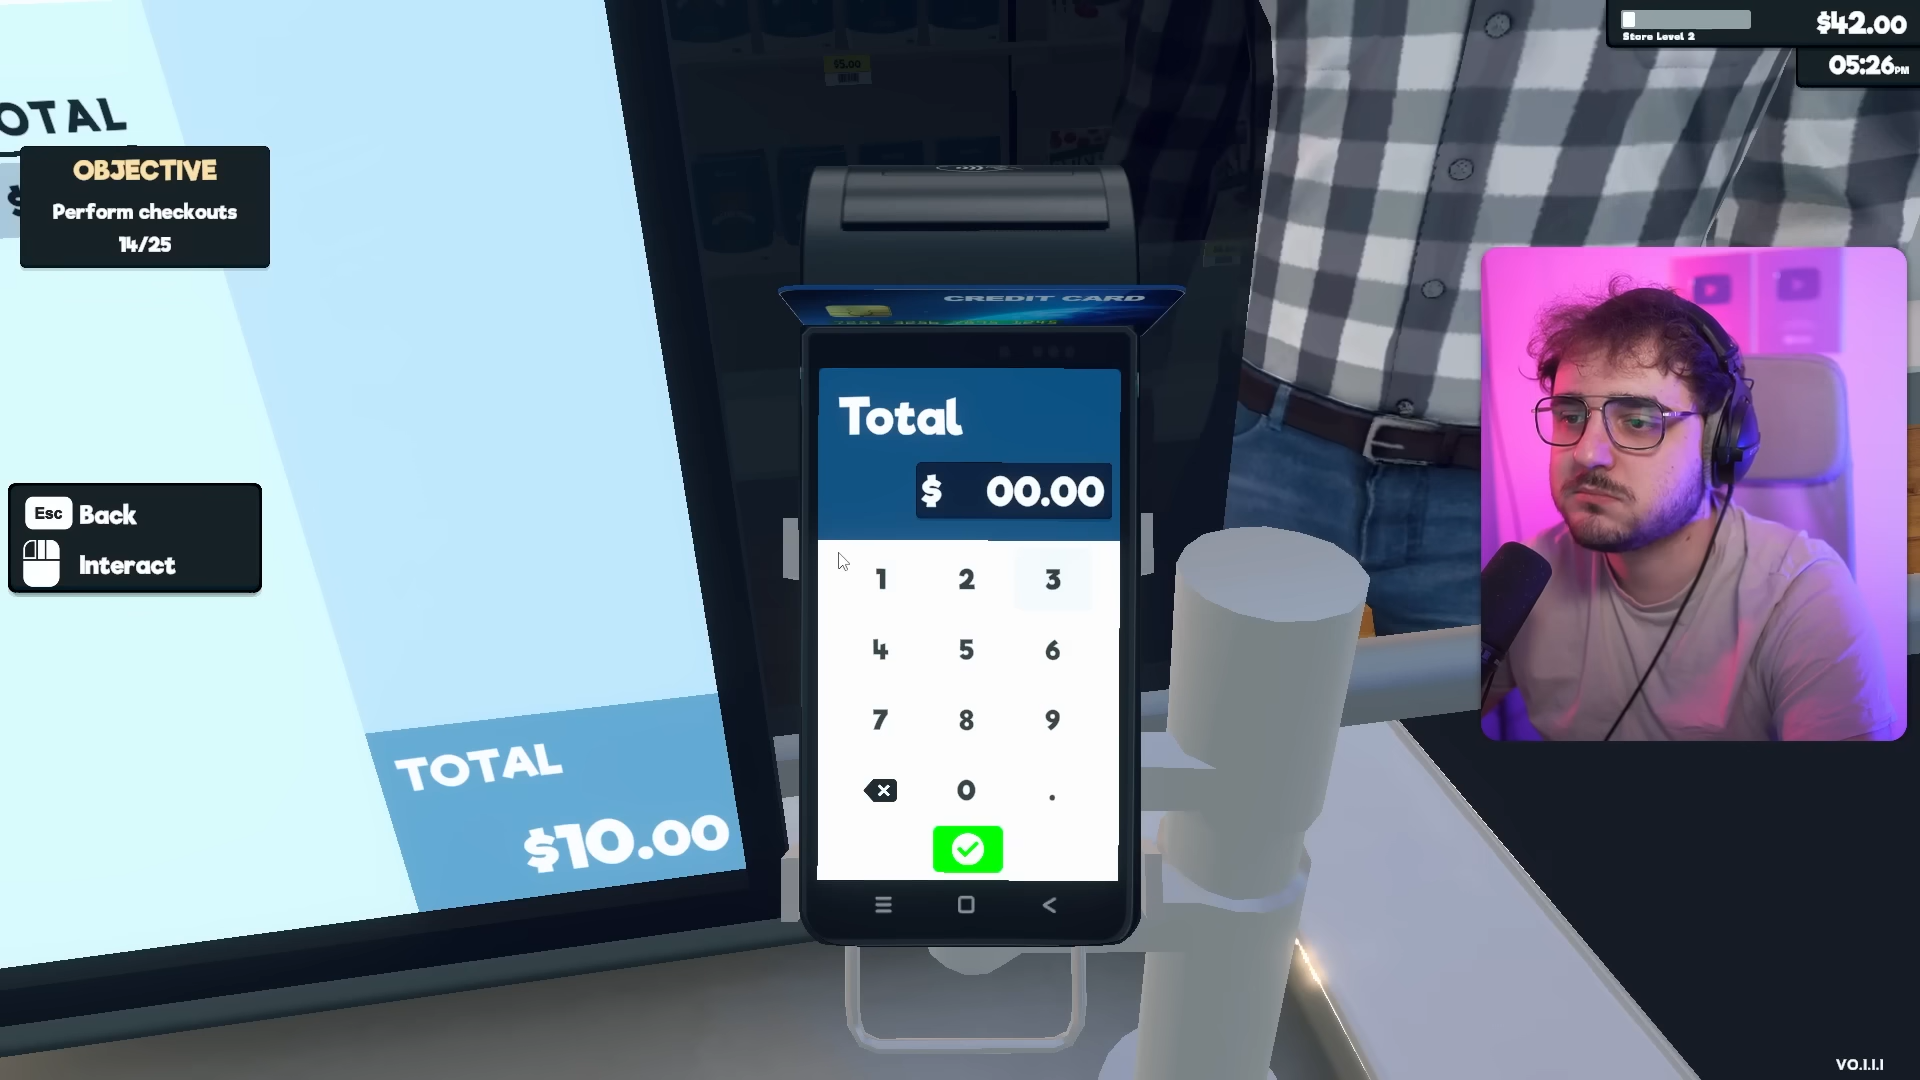 $42.00
Store Level 2
05:26PM
$5.00
OTAL
OBJECTIVE
Perform checkouts
14/25
CREDIT CARD
Total
$ 00.00
Esc Back
Interact
1 2 3
4 5 6
7 8 9
0 .
TOTAL
$10.00
V0.1.1.1